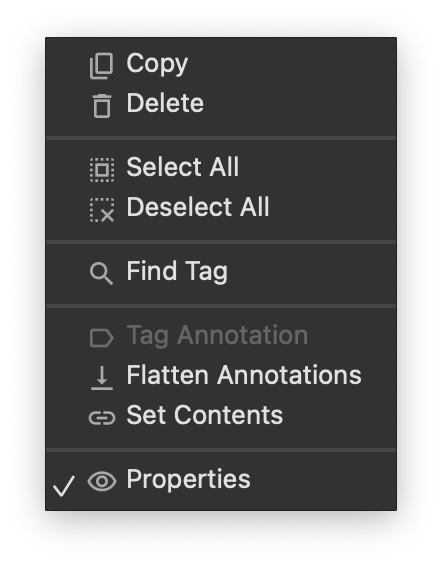 Copy
Delete
Select All
Deselect All
Find Tag
Tag Annotation
Flatten Annotations
Set Contents
Properties